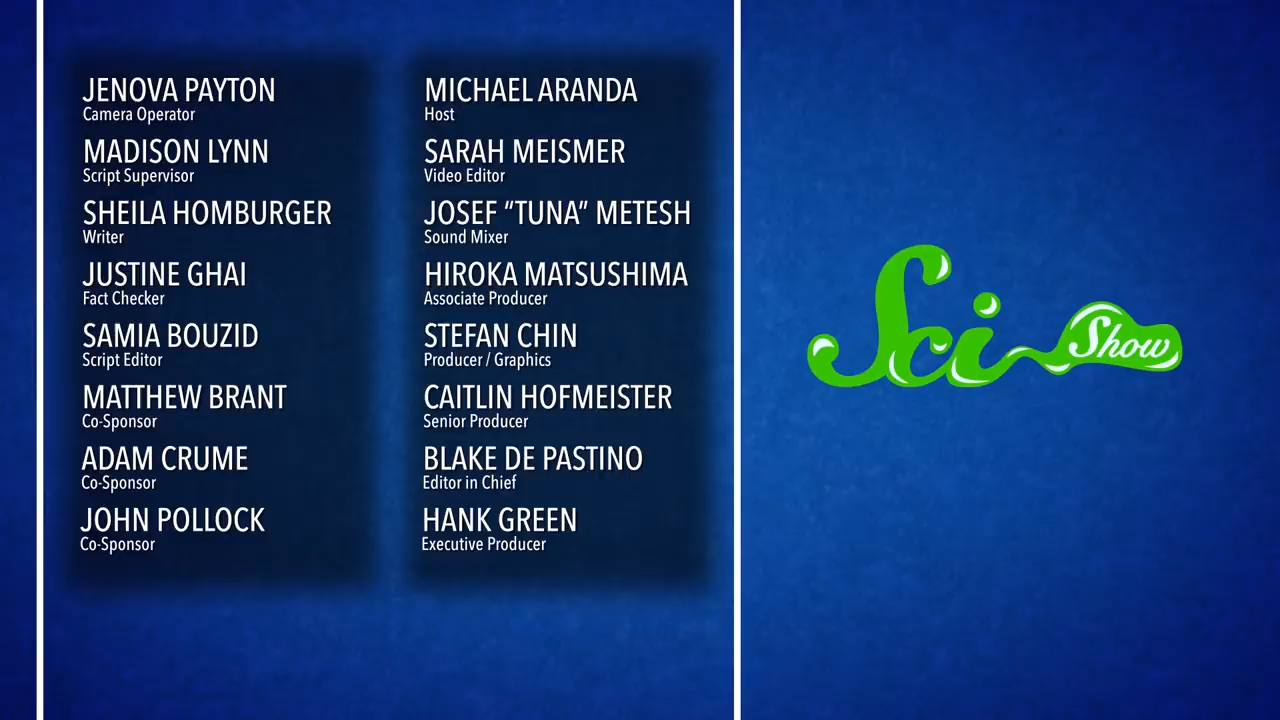 JENOVA PAYTON
Camera Operator
MADISON LYNN
Script Supervisor
SHEILA HOMBURGER
Writer
JUSTINE GHAI
Fact Checker
SAMIA BOUZID
Script Editor
MATTHEW BRANT
Co-Sponsor
ADAM CRUME
Co-Sponsor
JOHN POLLOCK
Co-Sponsor
MICHAEL ARANDA
Host
SARAH MEISMER
Video Editor
JOSEF “TUNA” METESH
Sound Mixer
HIROKA MATSUSHIMA
Associate Producer
STEFAN CHIN
Producer / Graphics
CAITLIN HOFMEISTER
Senior Producer
BLAKE DE PASTINO
Editor in Chief
HANK GREEN
Executive Producer
Sci Show